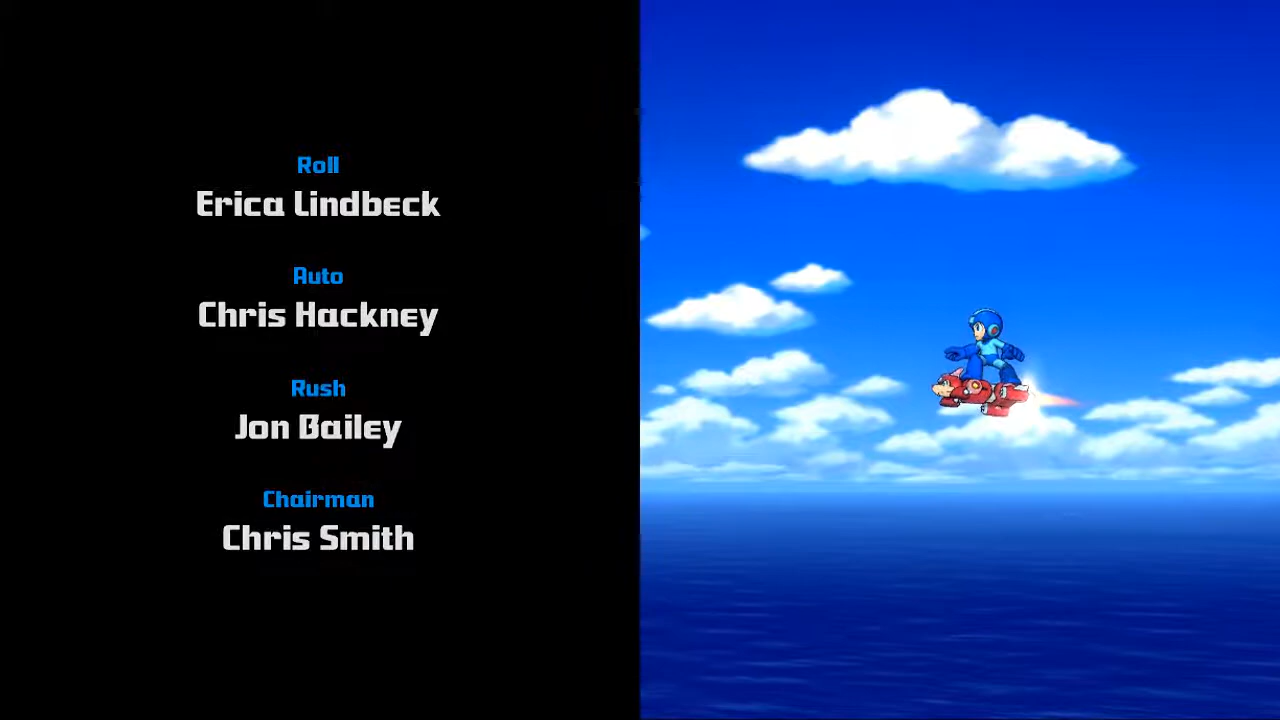 Roll
Erica Lindbeck
Auto
Chris Hackney
Rush
Jon Bailey
Chairman
Chris Smith